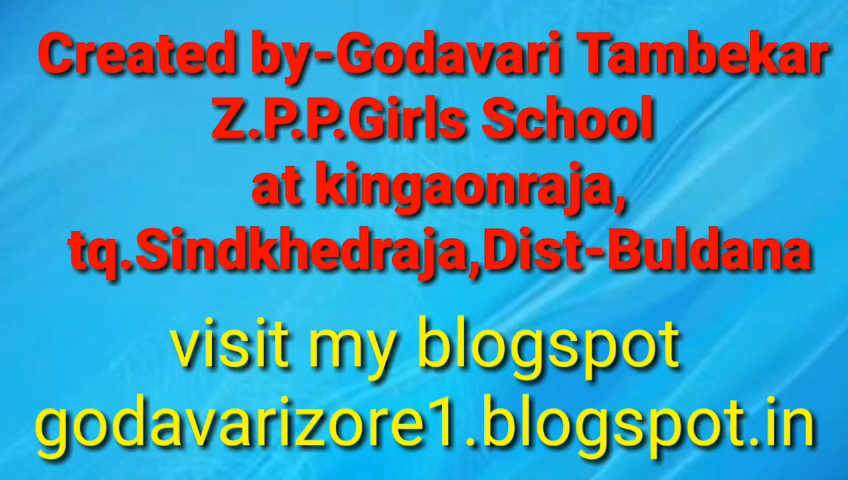 Created by-Godavari Tambekar
Z.P.P.Girls School
at kingaonraja,
tq.Sindkhedraja,Dist-Buldana
visit my blogspot
godavarizore1.blogspot.in